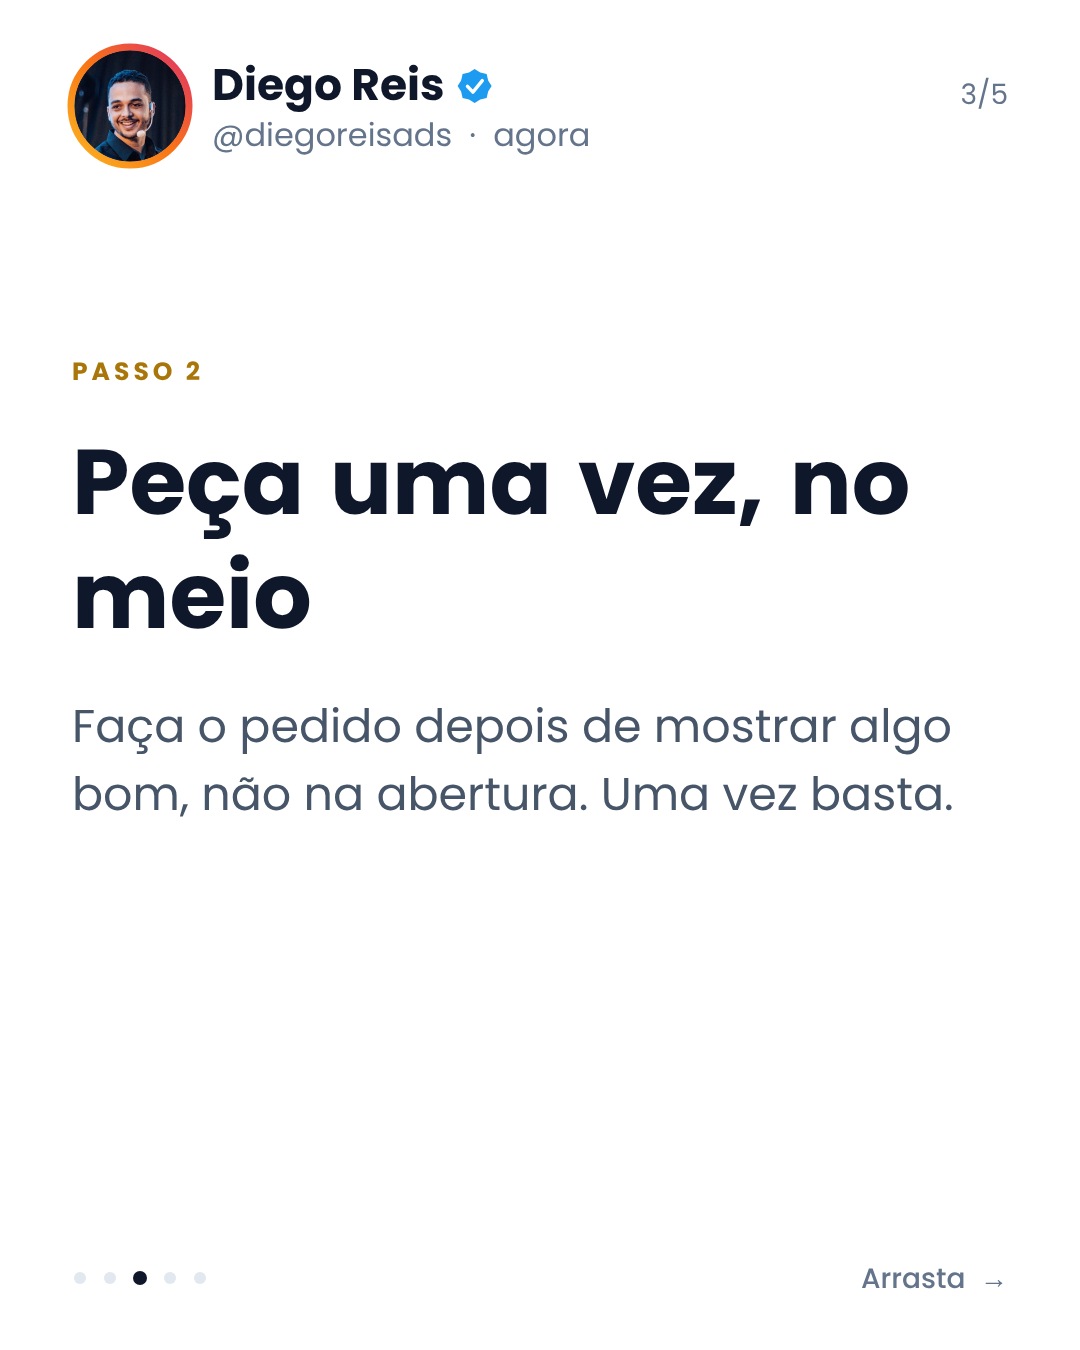 Diego Reis
@diegoreisads · agora
3/5
PASSO 2
Peça uma vez, no
meio
Faça o pedido depois de mostrar algo
bom, não na abertura. Uma vez basta.
Arrasta →